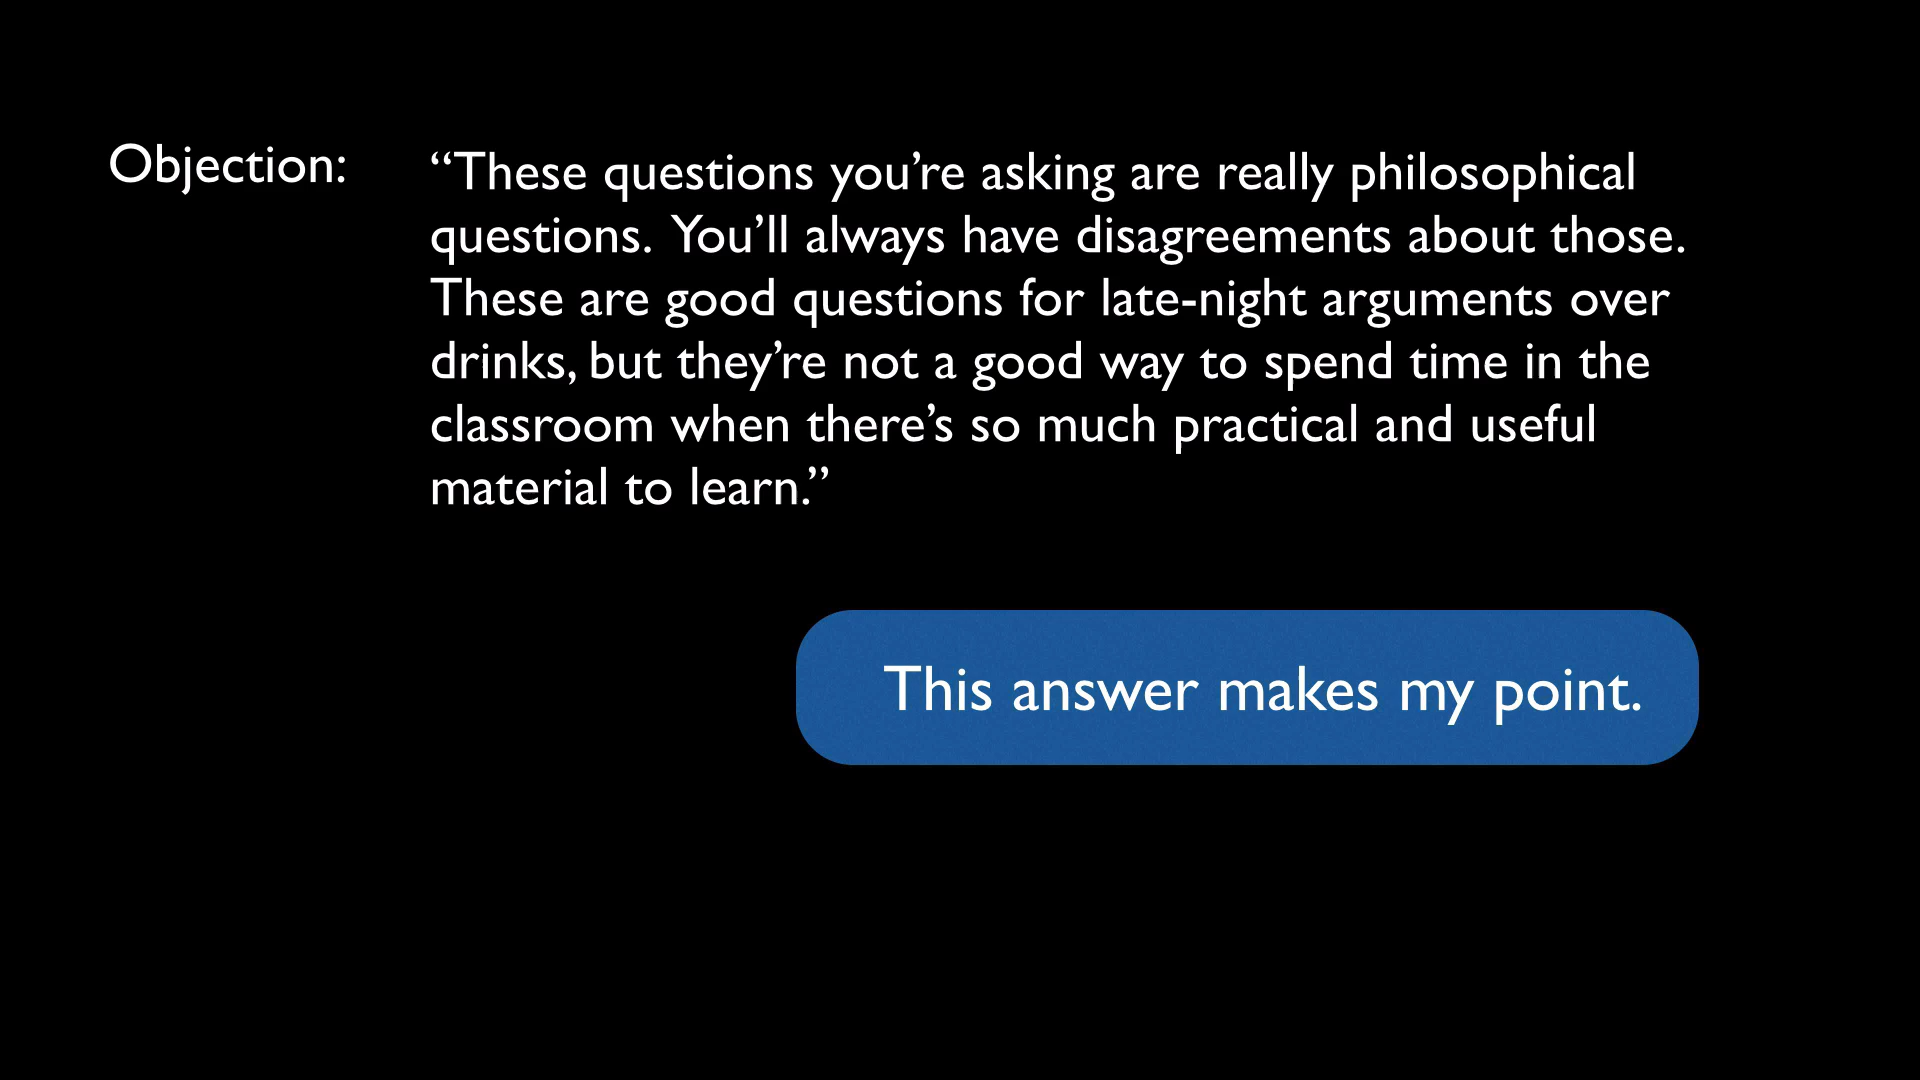 Objection:
“These questions you’re asking are really philosophical
questions.  You’ll always have disagreements about those.
These are good questions for late-night arguments over
drinks, but they’re not a good way to spend time in the
classroom when there’s so much practical and useful
material to learn.”
This answer makes my point.